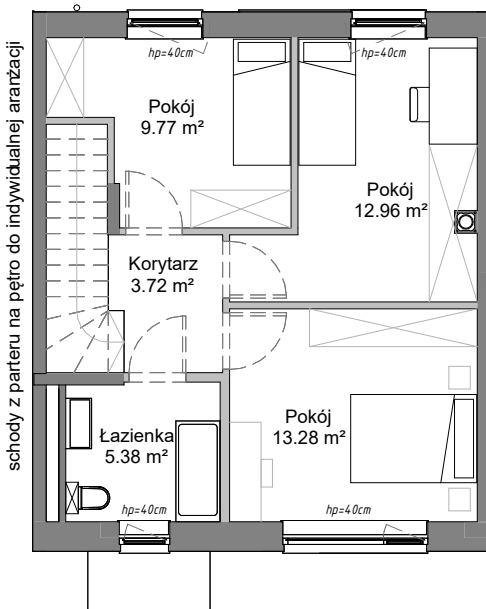 schody z parteru na pętro do indywidualnej aranżacji
hp=40cm
hp=40cm
Pokój
9.77 m²
Pokój
12.96 m²
Korytarz
3.72 m²
Pokój
13.28 m²
Łazienka
5.38 m²
hp=40cm
hp=40cm